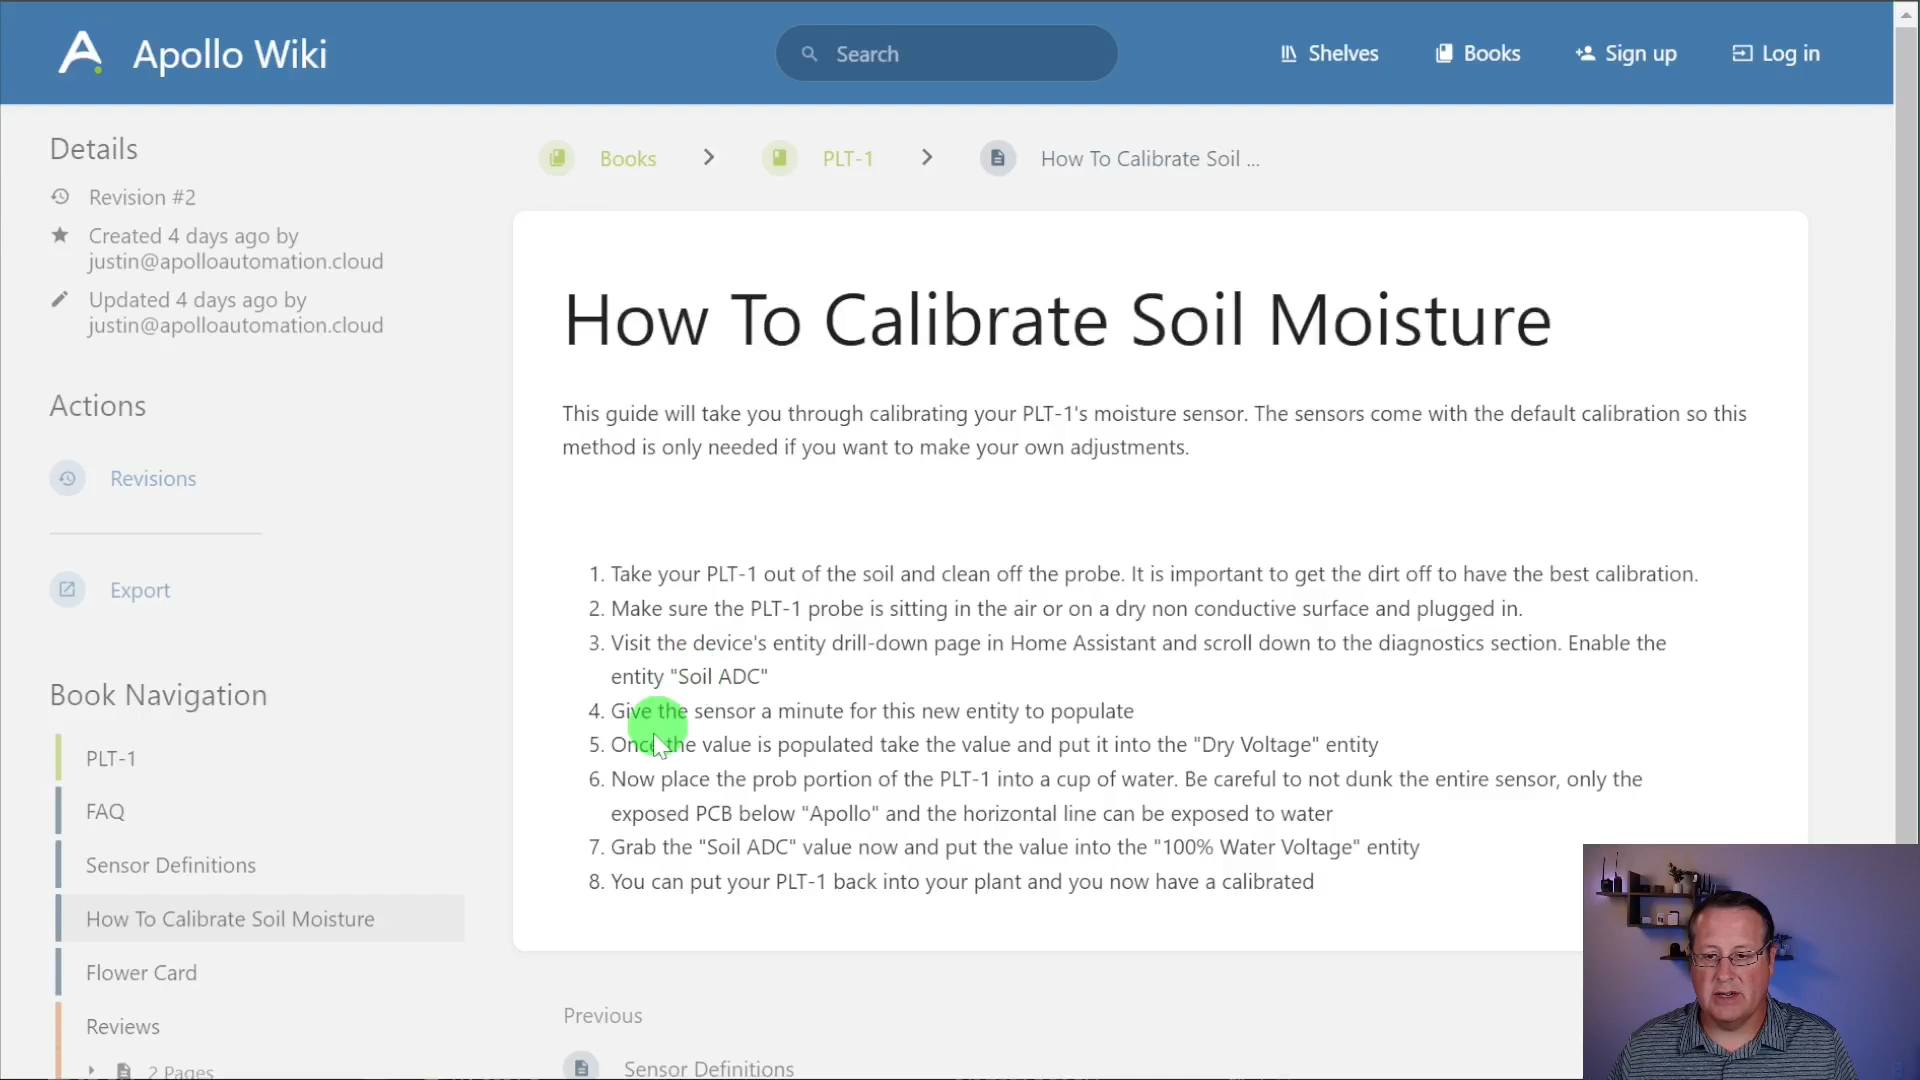 Apollo Wiki
Search
Shelves
Books
Sign up
Log in
Details
Revision #2
Created 4 days ago by
justin@apolloautomation.cloud
Updated 4 days ago by
justin@apolloautomation.cloud
Actions
Revisions
Export
Book Navigation
PLT-1
FAQ
Sensor Definitions
How To Calibrate Soil Moisture
Flower Card
Reviews
2 Pages
Books > PLT-1 > How To Calibrate Soil ...
How To Calibrate Soil Moisture
This guide will take you through calibrating your PLT-1's moisture sensor. The sensors come with the default calibration so this
method is only needed if you want to make your own adjustments.
1. Take your PLT-1 out of the soil and clean off the probe. It is important to get the dirt off to have the best calibration.
2. Make sure the PLT-1 probe is sitting in the air or on a dry non conductive surface and plugged in.
3. Visit the device's entity drill-down page in Home Assistant and scroll down to the diagnostics section. Enable the
entity "Soil ADC"
4. Give the sensor a minute for this new entity to populate
5. Once the value is populated take the value and put it into the "Dry Voltage" entity
6. Now place the prob portion of the PLT-1 into a cup of water. Be careful to not dunk the entire sensor, only the
exposed PCB below "Apollo" and the horizontal line can be exposed to water
7. Grab the "Soil ADC" value now and put the value into the "100% Water Voltage" entity
8. You can put your PLT-1 back into your plant and you now have a calibrated
Previous
Sensor Definitions